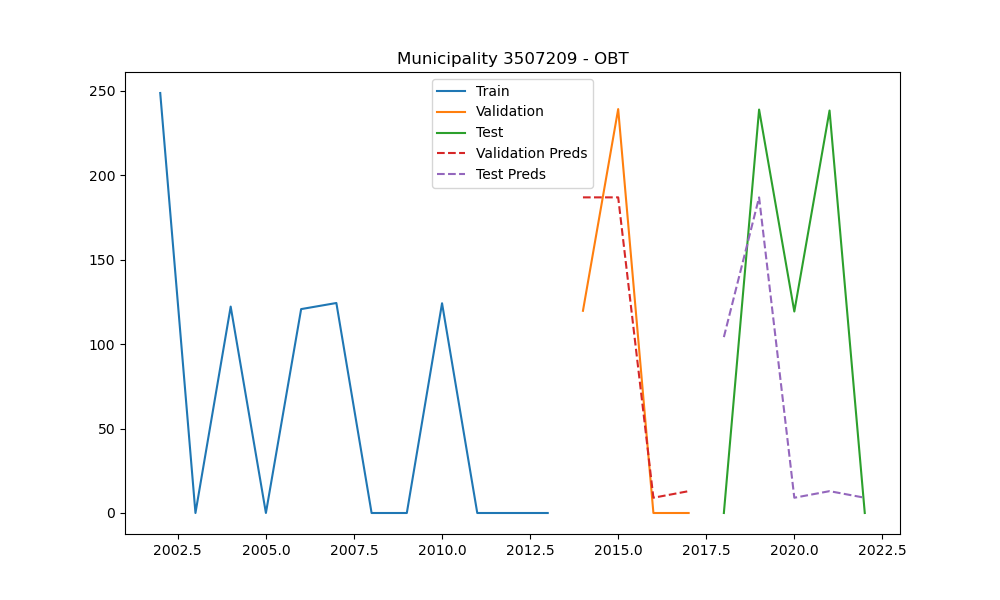 Municipality 3507209 - OBT
Train
Validation
Test
Validation Preds
Test Preds
250
200
150
100
50
0
2002.5 2005.0 2007.5 2010.0 2012.5 2015.0 2017.5 2020.0 2022.5